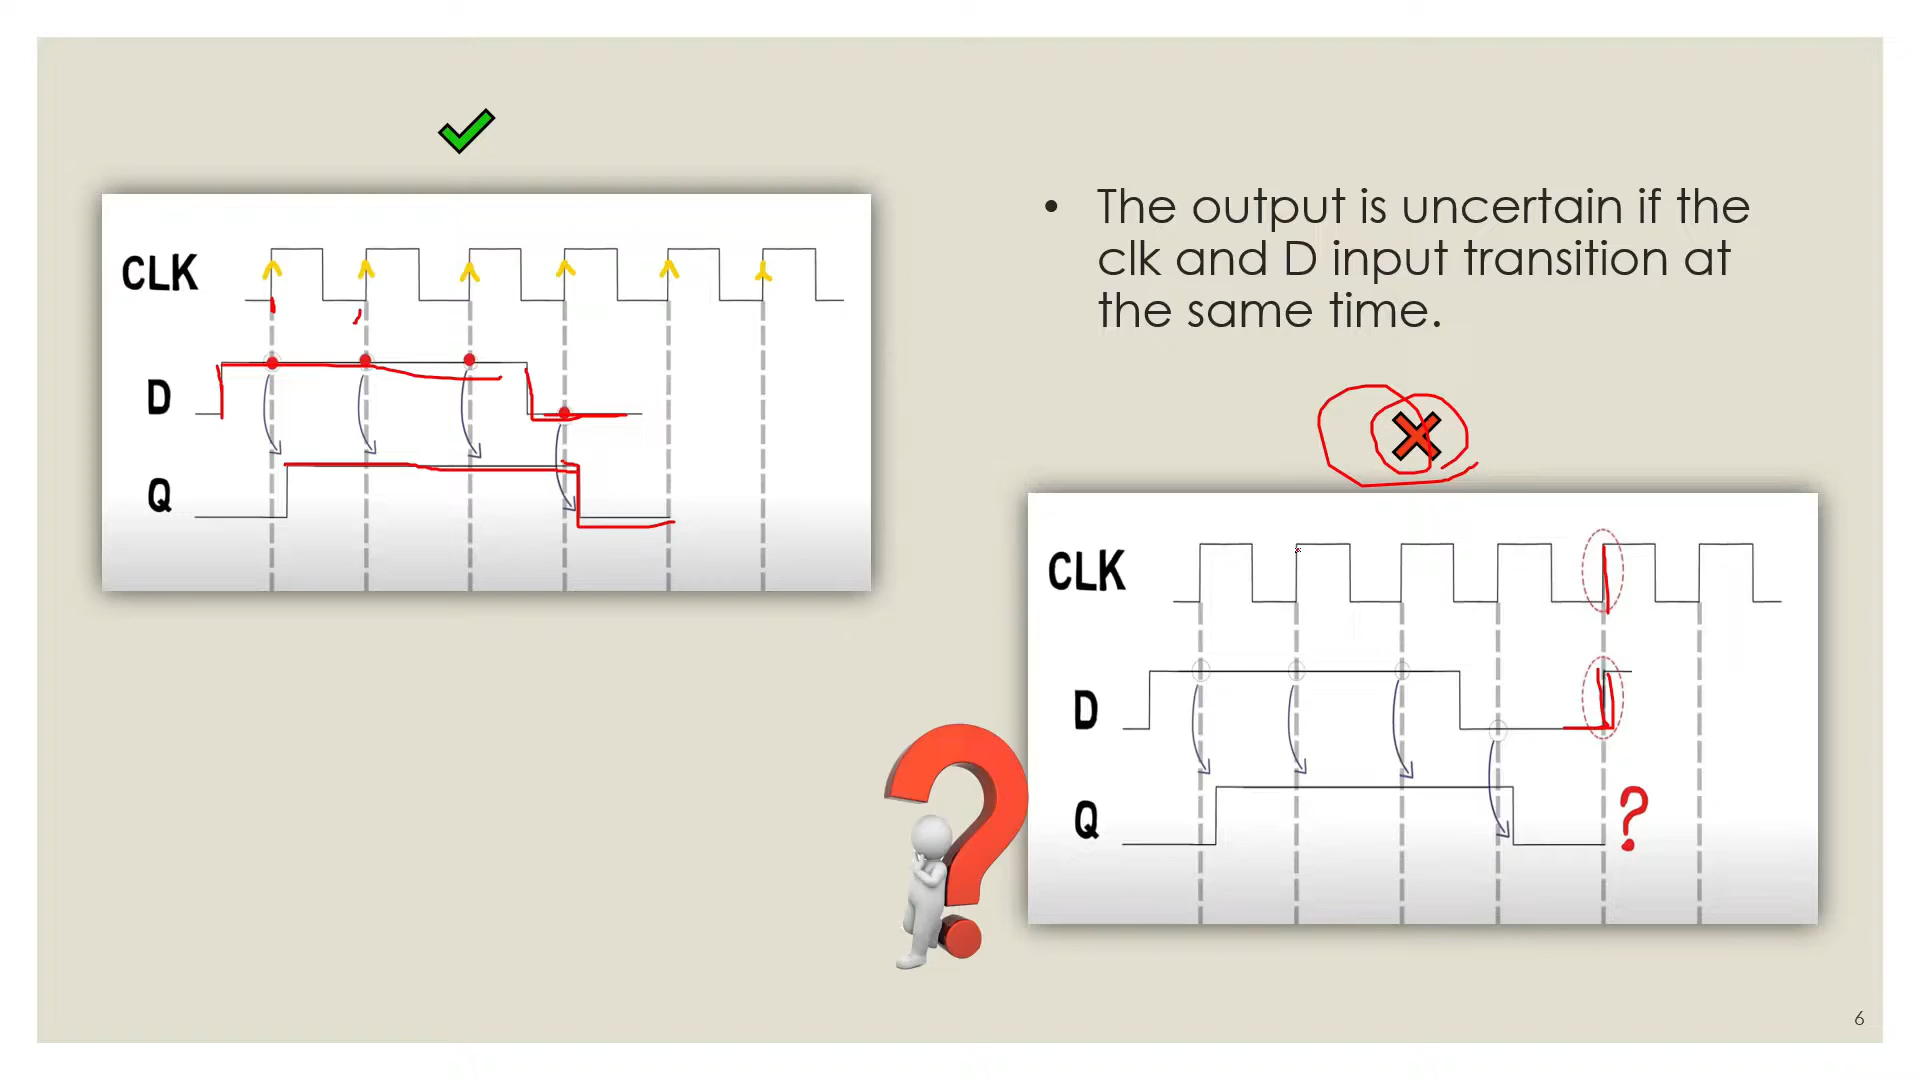 CLK
D
Q
• The output is uncertain if the
clk and D input transition at
the same time.
CLK
D
Q
?
6